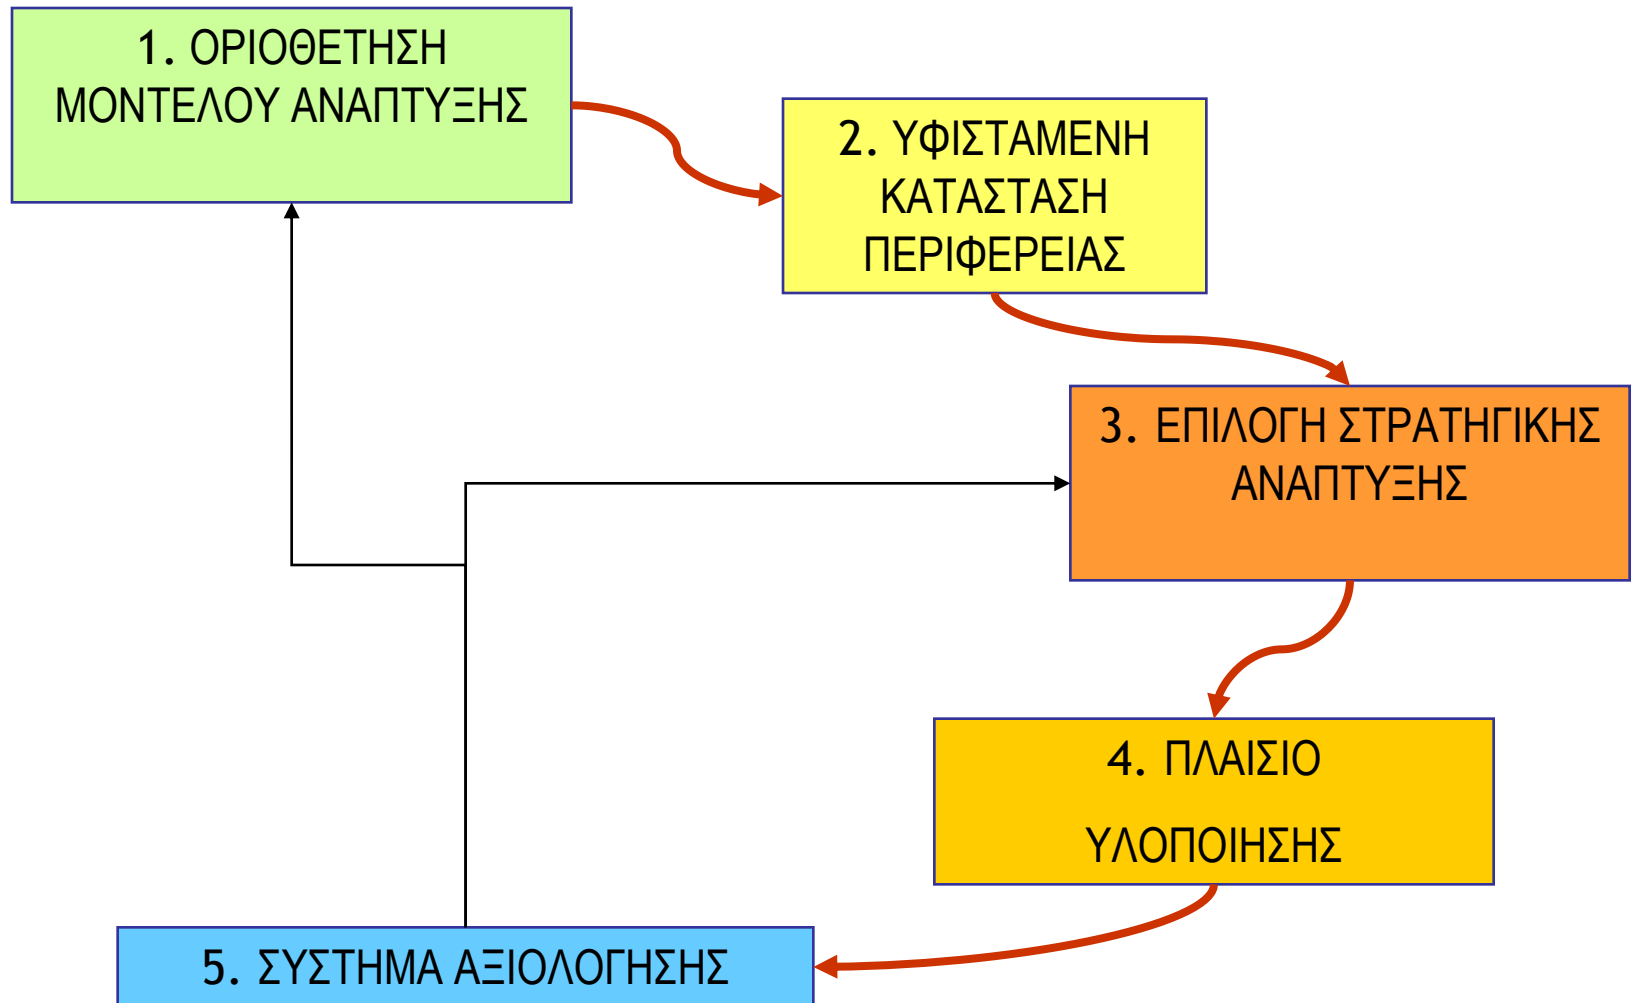 1. ΟΡΙΟΘΕΤΗΣΗ
ΜΟΝΤΕΛΟΥ ΑΝΑΠΤΥΞΗΣ
2. ΥΦΙΣΤΑΜΕΝΗ
ΚΑΤΑΣΤΑΣΗ
ΠΕΡΙΦΕΡΕΙΑΣ
3. ΕΠΙΛΟΓΗ ΣΤΡΑΤΗΓΙΚΗΣ
ΑΝΑΠΤΥΞΗΣ
4. ΠΛΑΙΣΙΟ
ΥΛΟΠΟΙΗΣΗΣ
5. ΣΥΣΤΗΜΑ ΑΞΙΟΛΟΓΗΣΗΣ